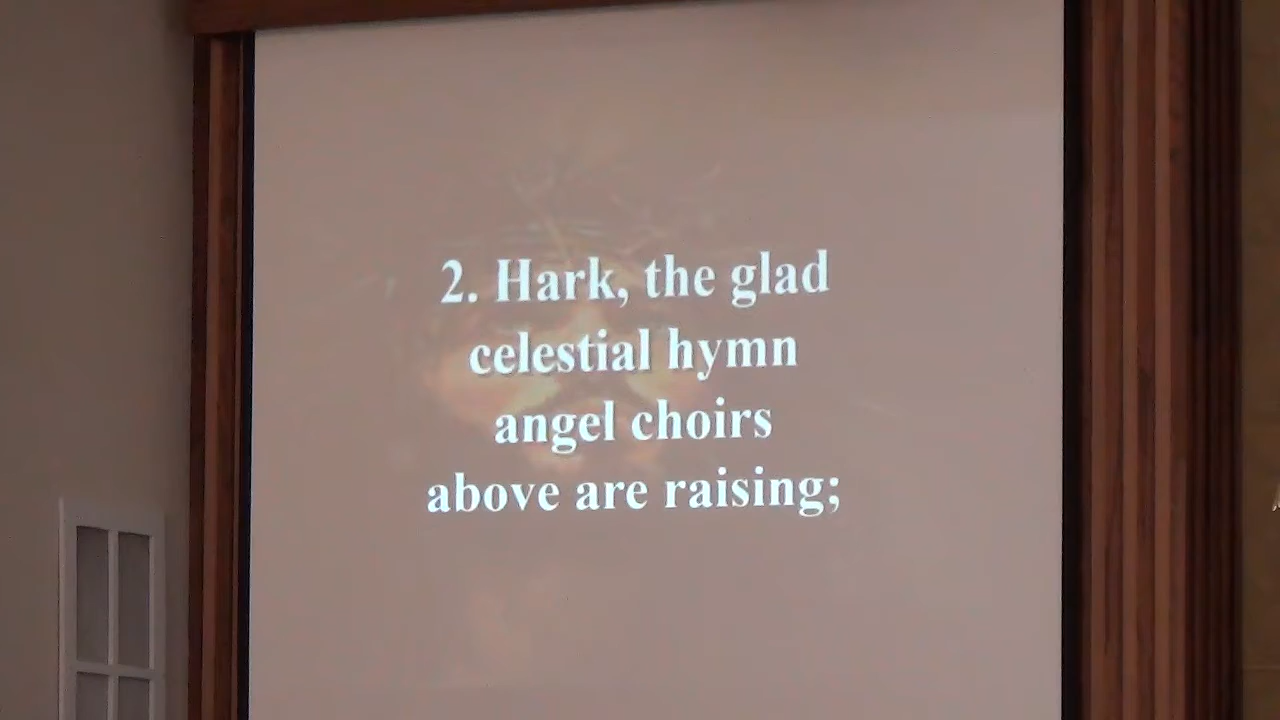 2. Hark, the glad
celestial hymn
angel choirs
above are raising;